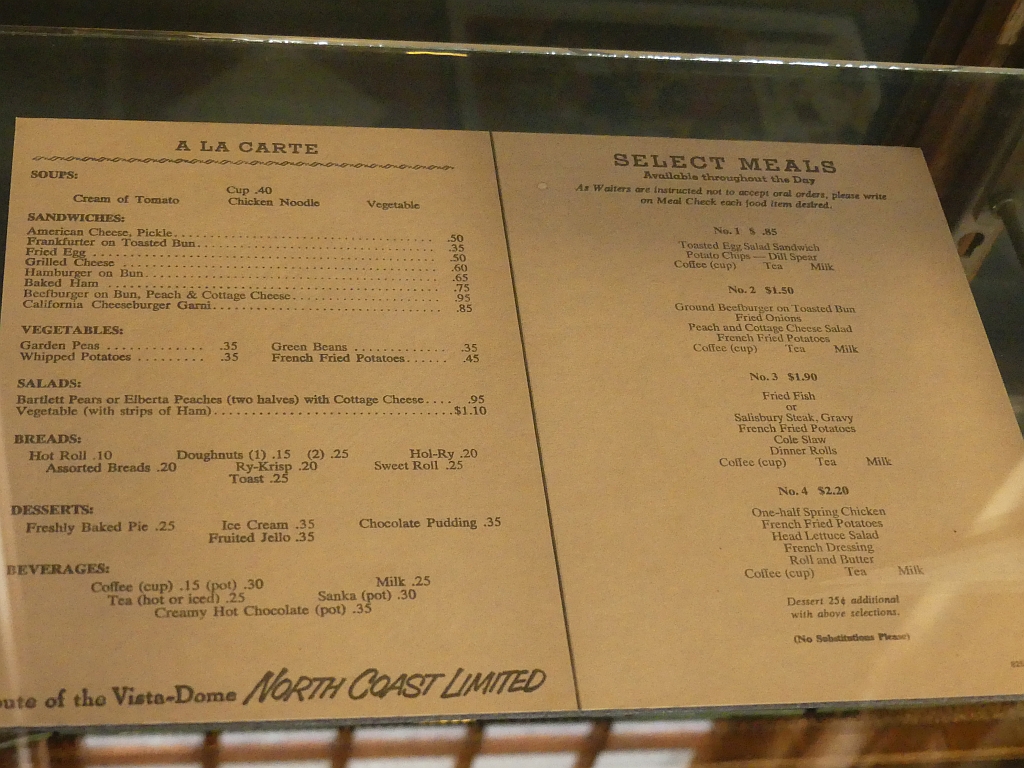 A LA CARTE
SOUPS:
Cup .40
Cream of Tomato Chicken Noodle Vegetable
SANDWICHES:
American Cheese, Pickle .50
Frankfurter on Toasted Bun .35
Fried Egg .50
Grilled Cheese .60
Hamburger on Bun .65
Baked Ham .75
Beefburger on Bun, Peach & Cottage Cheese .95
California Cheeseburger Garni .85
VEGETABLES:
Garden Peas .35 Green Beans .35
Whipped Potatoes .35 French Fried Potatoes .45
SALADS:
Bartlett Pears or Elberta Peaches (two halves) with Cottage Cheese .95
Vegetable (with strips of Ham) $1.10
BREADS:
Hot Roll .10 Doughnuts (1) .15 (2) .25 Hol-Ry .20
Assorted Breads .20 Ry-Krisp .20 Sweet Roll .25
Toast .25
DESSERTS:
Freshly Baked Pie .25 Ice Cream .35 Chocolate Pudding .35
Fruited Jello .35
BEVERAGES:
Coffee (cup) .15 (pot) .30 Milk .25
Tea (hot or iced) .25 Sanka (pot) .30
Creamy Hot Chocolate (pot) .35
ute of the Vista-Dome NORTH COAST LIMITED
SELECT MEALS
Available throughout the Day
As Waiters are instructed not to accept oral orders, please write
on Meal Check each food item desired.
No. 1 $ .85
Toasted Egg Salad Sandwich
Potato Chips — Dill Spear
Coffee (cup) Tea Milk
No. 2 $1.50
Ground Beefburger on Toasted Bun
Fried Onions
Peach and Cottage Cheese Salad
French Fried Potatoes
Coffee (cup) Tea Milk
No. 3 $1.90
Fried Fish
or
Salisbury Steak, Gravy
French Fried Potatoes
Cole Slaw
Dinner Rolls
Coffee (cup) Tea Milk
No. 4 $2.20
One-half Spring Chicken
French Fried Potatoes
Head Lettuce Salad
French Dressing
Roll and Butter
Coffee (cup) Tea Milk
Dessert 25¢ additional
with above selections.
(No Substitutions Please)